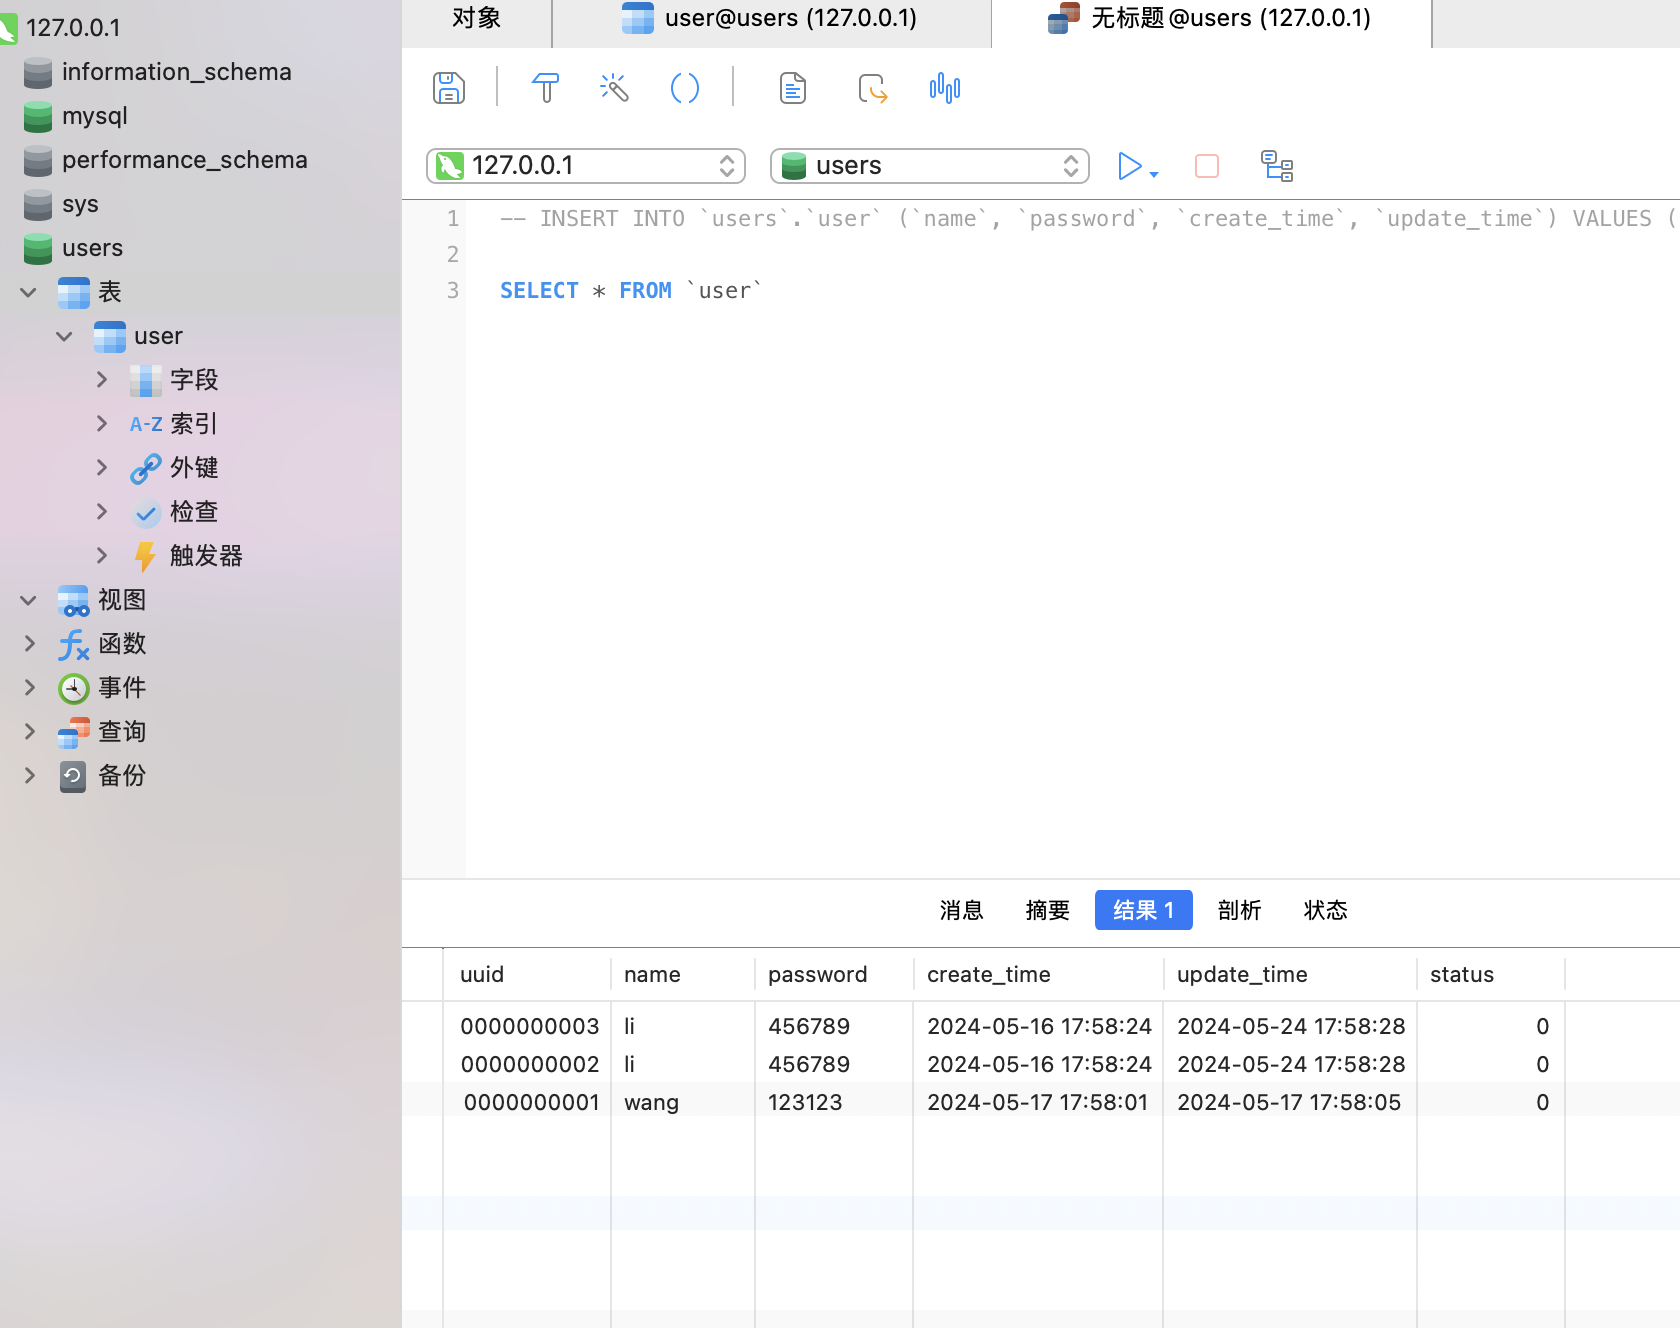 127.0.0.1
information_schema
mysql
performance_schema
sys
users
表
user
字段
A-Z 索引
外键
检查
触发器
视图
函数
事件
查询
备份
对象
user@users (127.0.0.1)
无标题 @users (127.0.0.1)
127.0.0.1
users
1 -- INSERT INTO `users`.`user` (`name`, `password`, `create_time`, `update_time`) VALUES (
2
3 SELECT * FROM `user`
消息 摘要 结果 1 剖析 状态
uuid name password create_time update_time status
0000000003 li 456789 2024-05-16 17:58:24 2024-05-24 17:58:28 0
0000000002 li 456789 2024-05-16 17:58:24 2024-05-24 17:58:28 0
0000000001 wang 123123 2024-05-17 17:58:01 2024-05-17 17:58:05 0